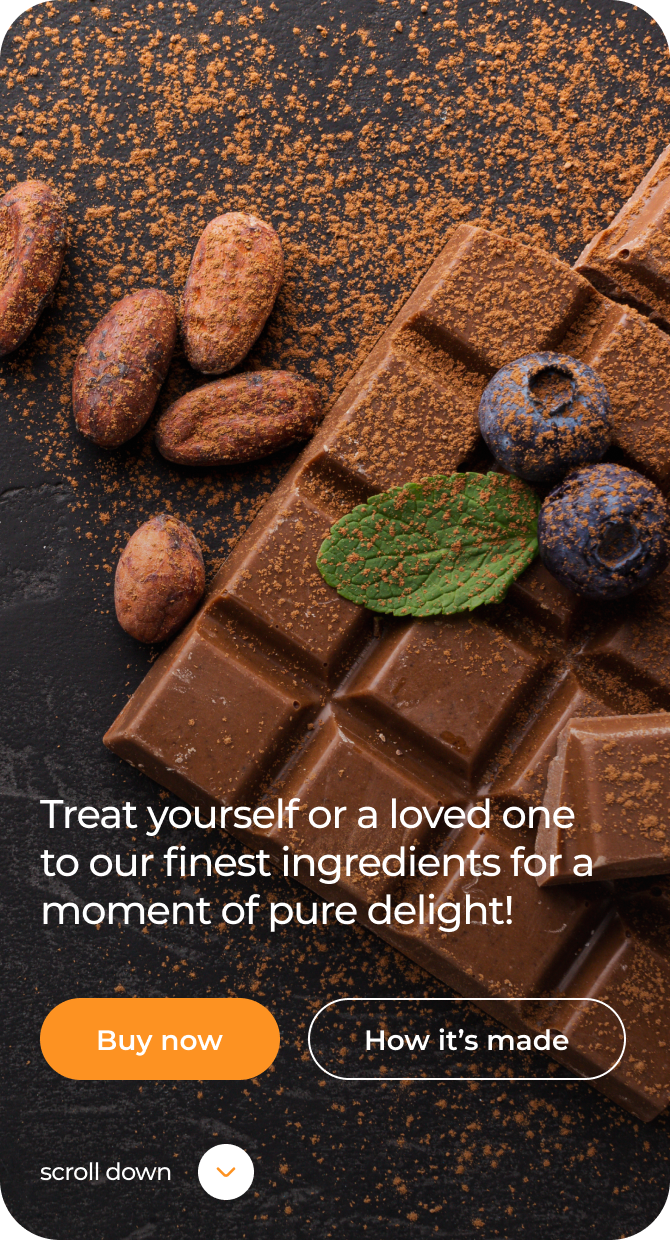 Treat yourself or a loved one
to our finest ingredients for a
moment of pure delight!
Buy now
How it’s made
scroll down